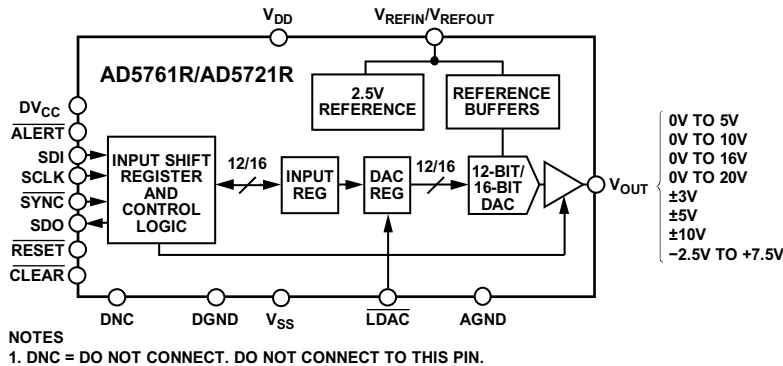 V_DD
V_REFIN/V_REFOUT
AD5761R/AD5721R
2.5V
REFERENCE
REFERENCE
BUFFERS
DV_CC
ALERT
SDI
SCLK
SYNC
SDO
RESET
CLEAR
INPUT SHIFT
REGISTER
AND
CONTROL
LOGIC
12/16
INPUT
REG
DAC
REG
12/16
12-BIT/
16-BIT
DAC
V_OUT
0V TO 5V
0V TO 10V
0V TO 16V
0V TO 20V
±3V
±5V
±10V
−2.5V TO +7.5V
DNC
DGND
V_SS
LDAC
AGND
NOTES
1. DNC = DO NOT CONNECT. DO NOT CONNECT TO THIS PIN.